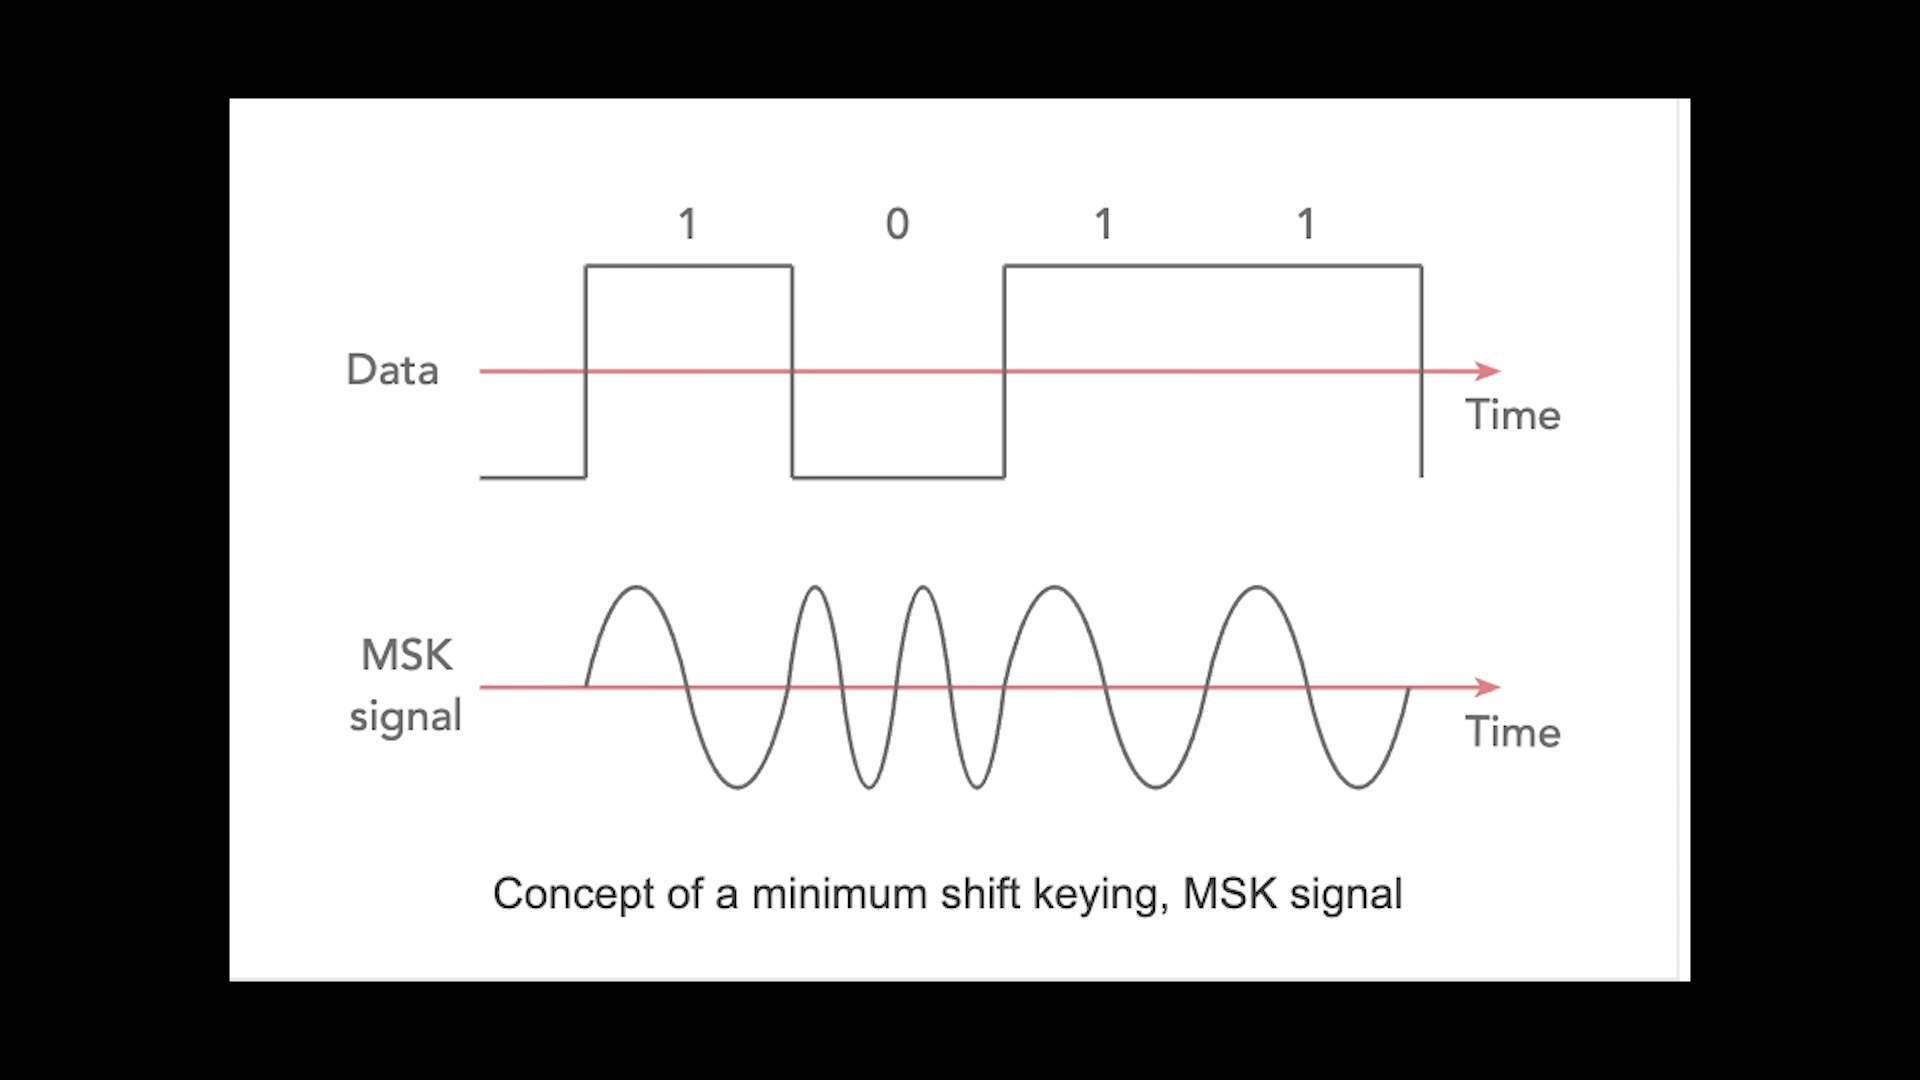 1 0 1 1
Data
Time
MSK
signal
Time
Concept of a minimum shift keying, MSK signal